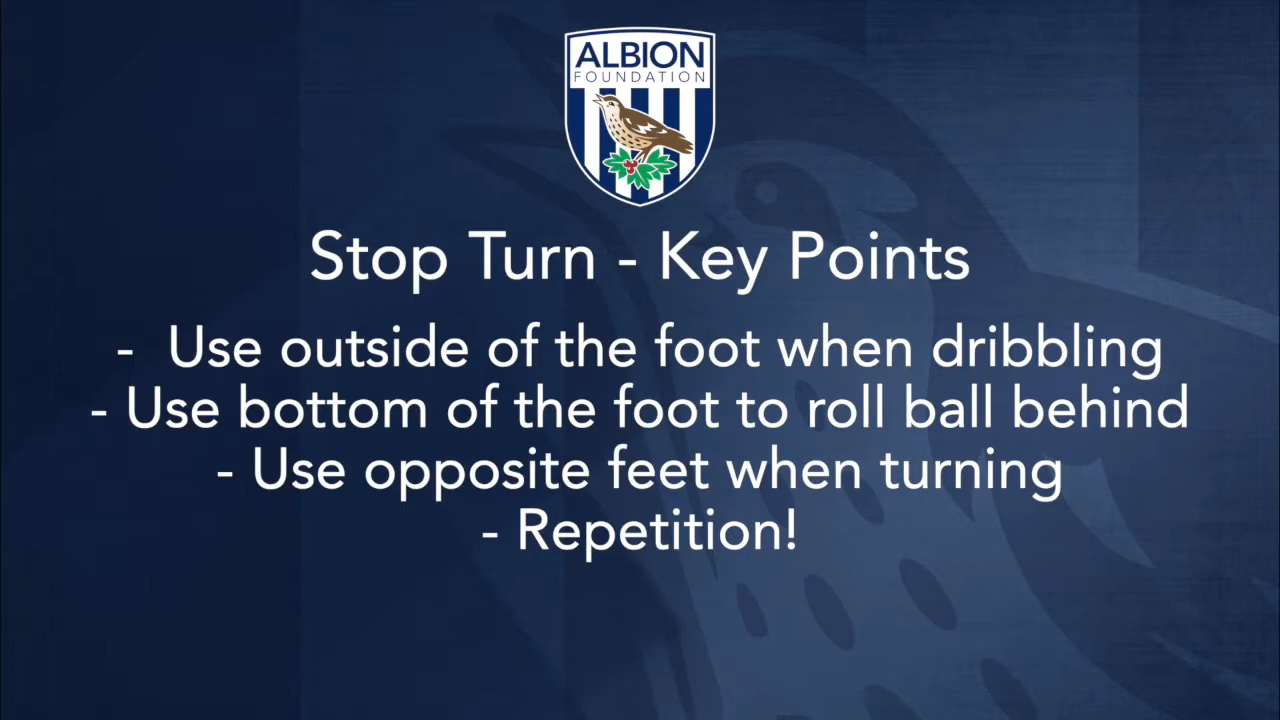 ALBION
FOUNDATION
Stop Turn - Key Points
- Use outside of the foot when dribbling
- Use bottom of the foot to roll ball behind
- Use opposite feet when turning
- Repetition!